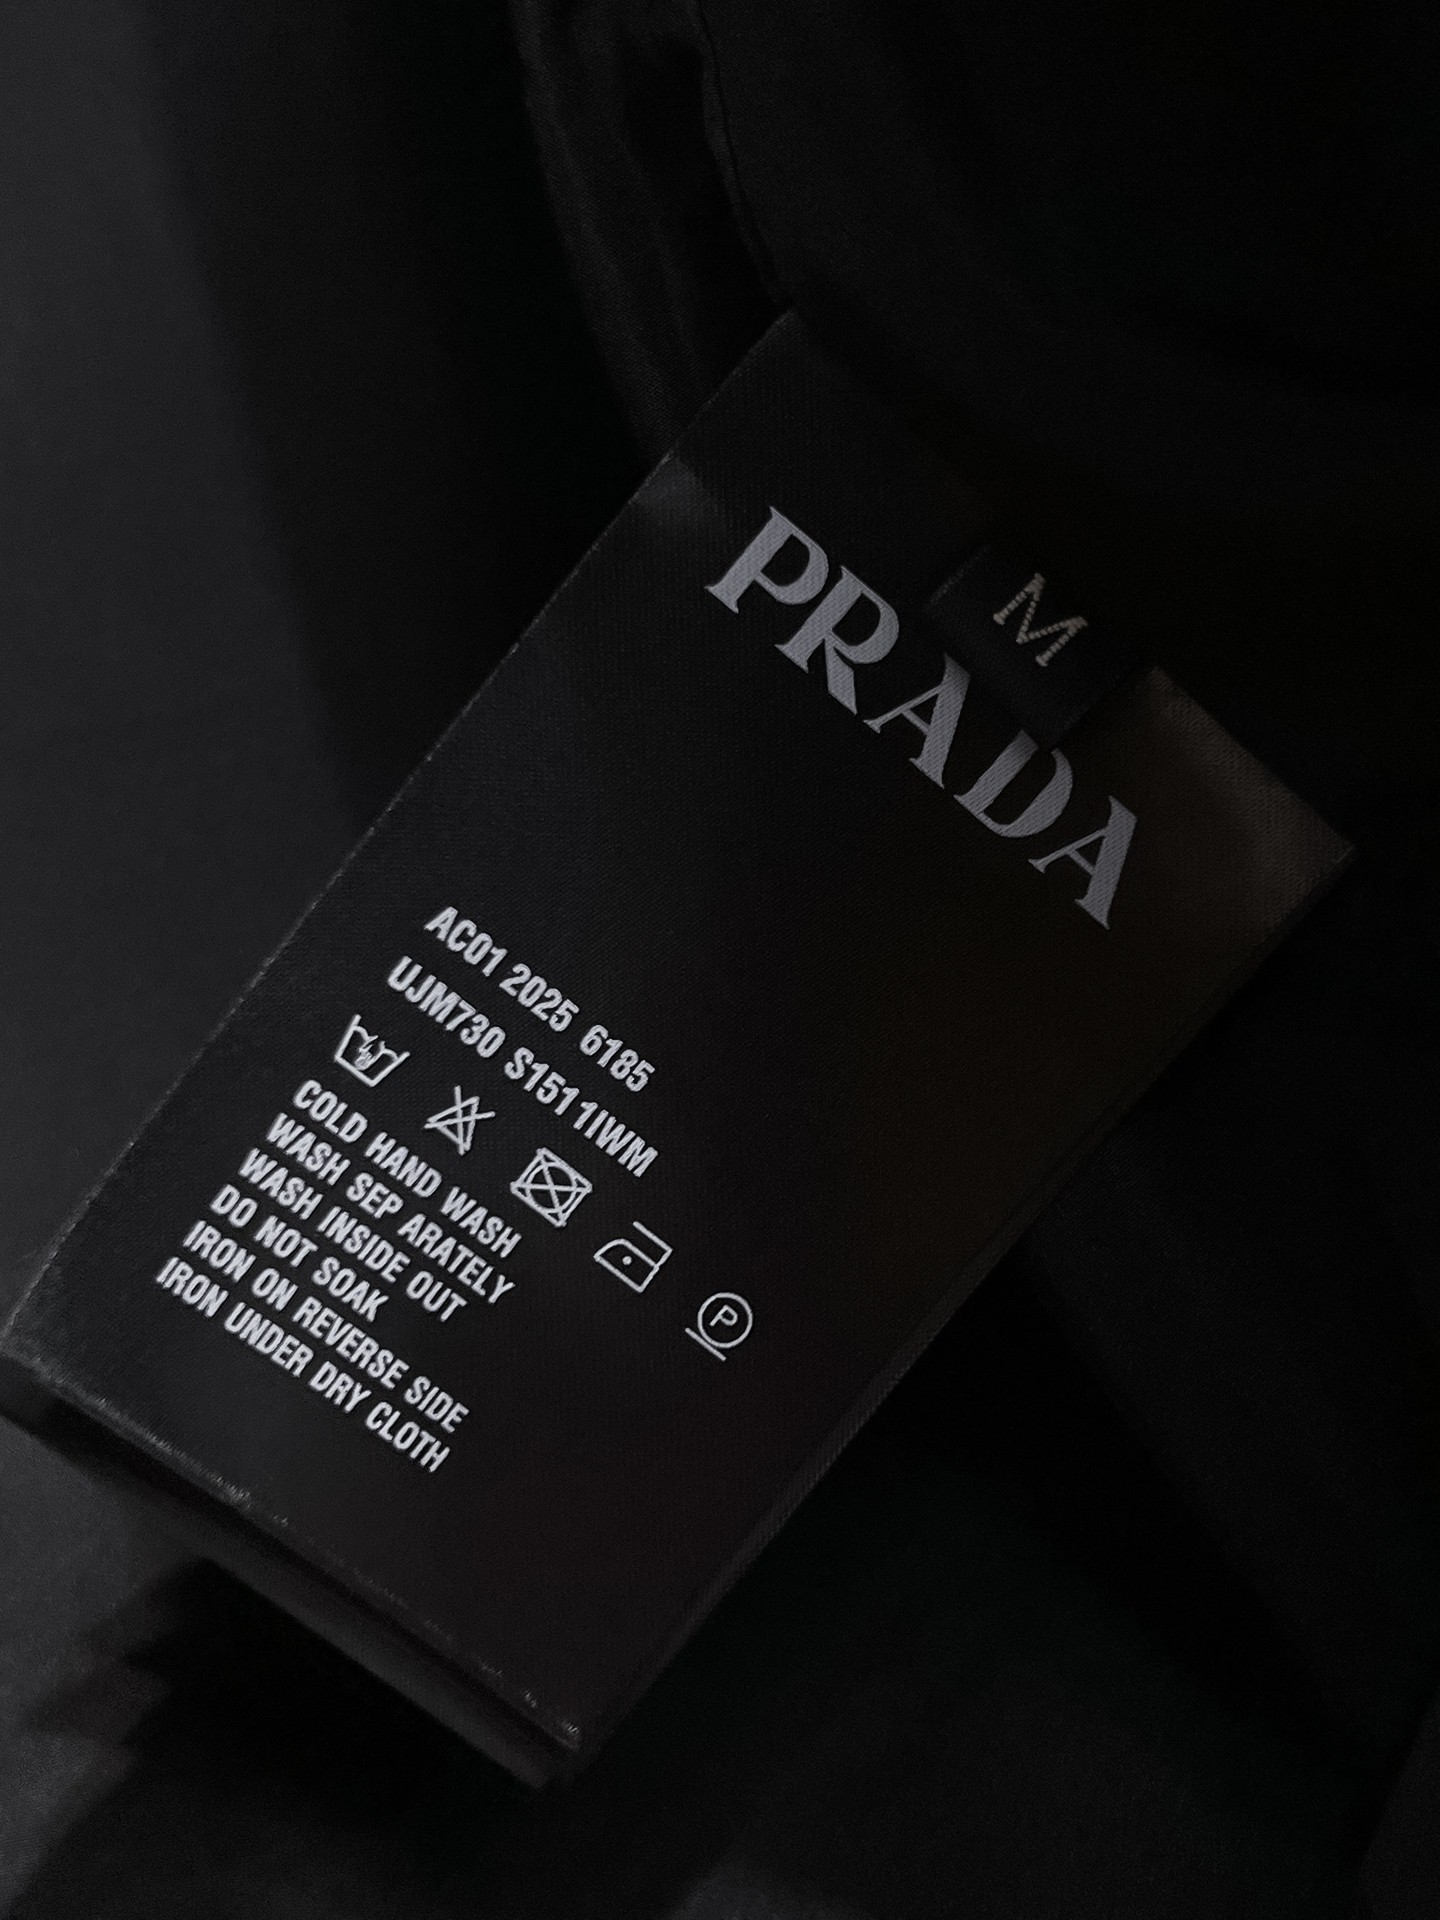 M
PRADA
AC01 2025 6185
UJM730 S1511IWM
P
COLD HAND WASH
WASH SEP ARATELY
WASH INSIDE OUT
DO NOT SOAK
IRON ON REVERSE SIDE
IRON UNDER DRY CLOTH